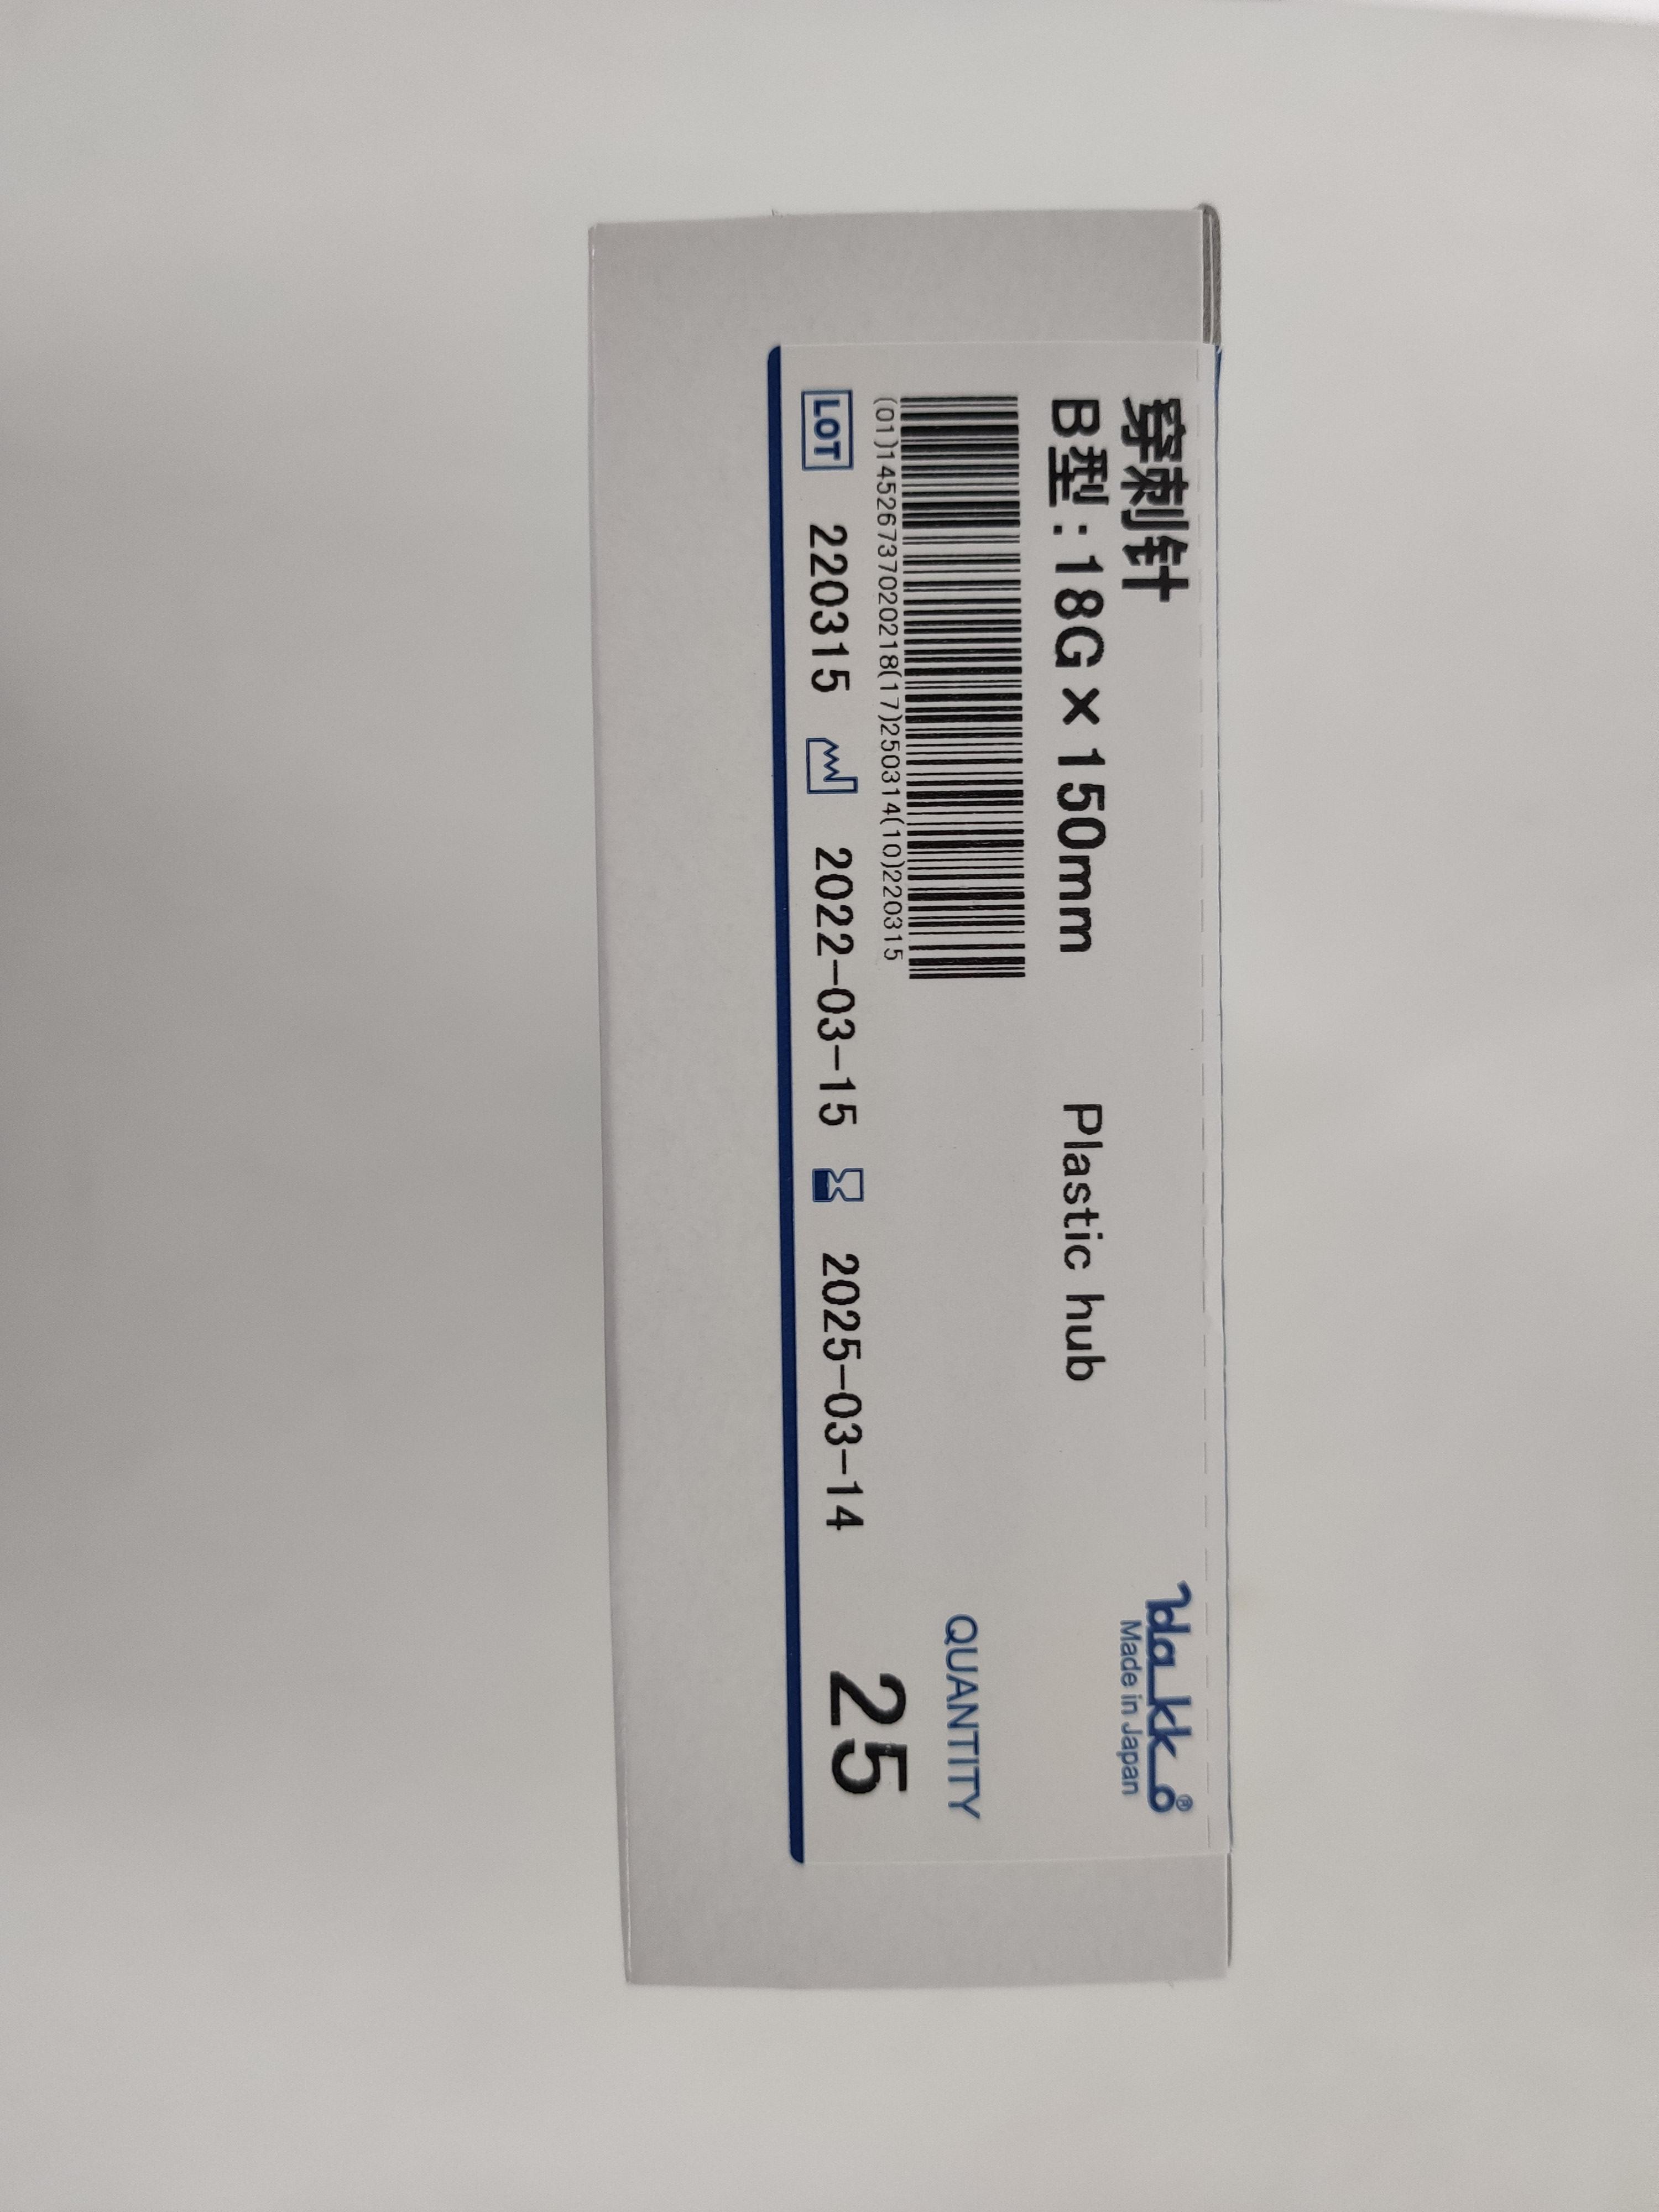 穿刺针
B型：18G×150mm Plastic hub
Hakko®
Made in Japan
(01)14526737020218(17)250314(10)220315
QUANTITY
LOT 220315 2022-03-15 2025-03-14 25